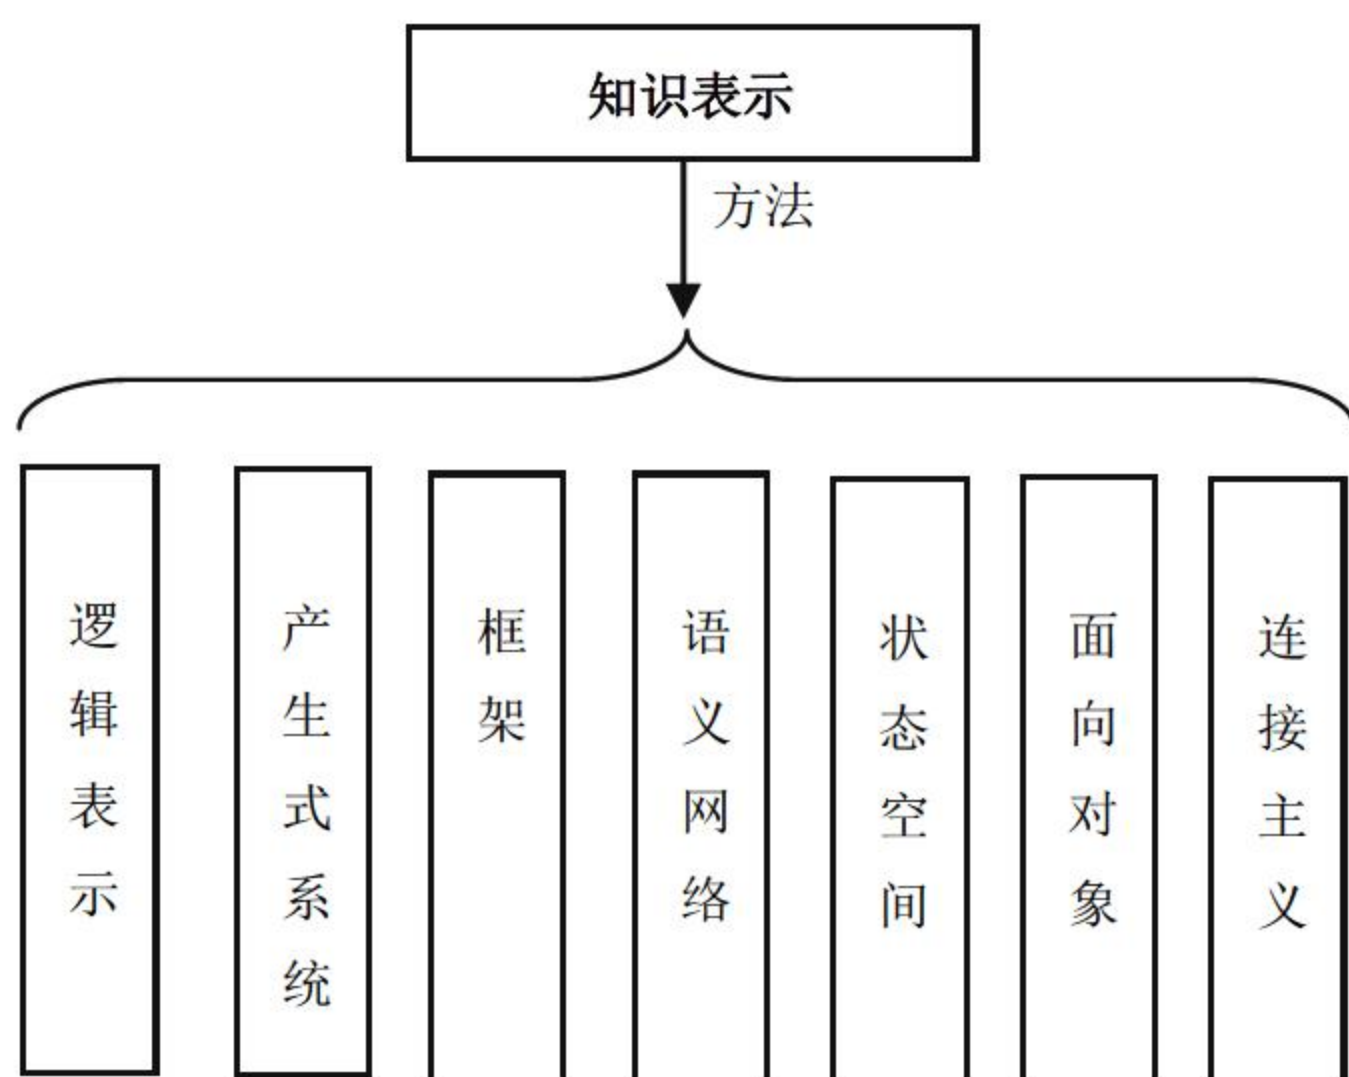 知识表示
方法
逻辑表示
产生式系统
框架
语义网络
状态空间
面向对象
连接主义